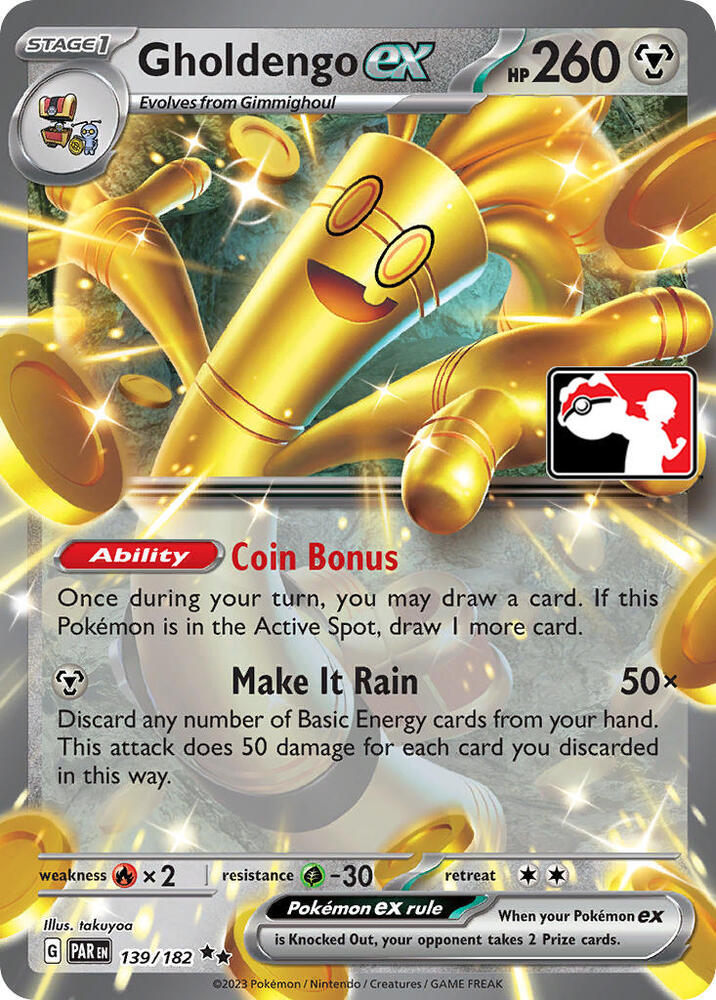 STAGE1
Gholdengo ex
HP 260
Evolves from Gimmighoul
Ability Coin Bonus
Once during your turn, you may draw a card. If this
Pokémon is in the Active Spot, draw 1 more card.
Make It Rain 50×
Discard any number of Basic Energy cards from your hand.
This attack does 50 damage for each card you discarded
in this way.
weakness ×2 resistance -30 retreat
Illus. takuyoa
Pokémon ex rule
When your Pokémon ex
is Knocked Out, your opponent takes 2 Prize cards.
G PAR EN 139/182
©2023 Pokémon / Nintendo / Creatures / GAME FREAK